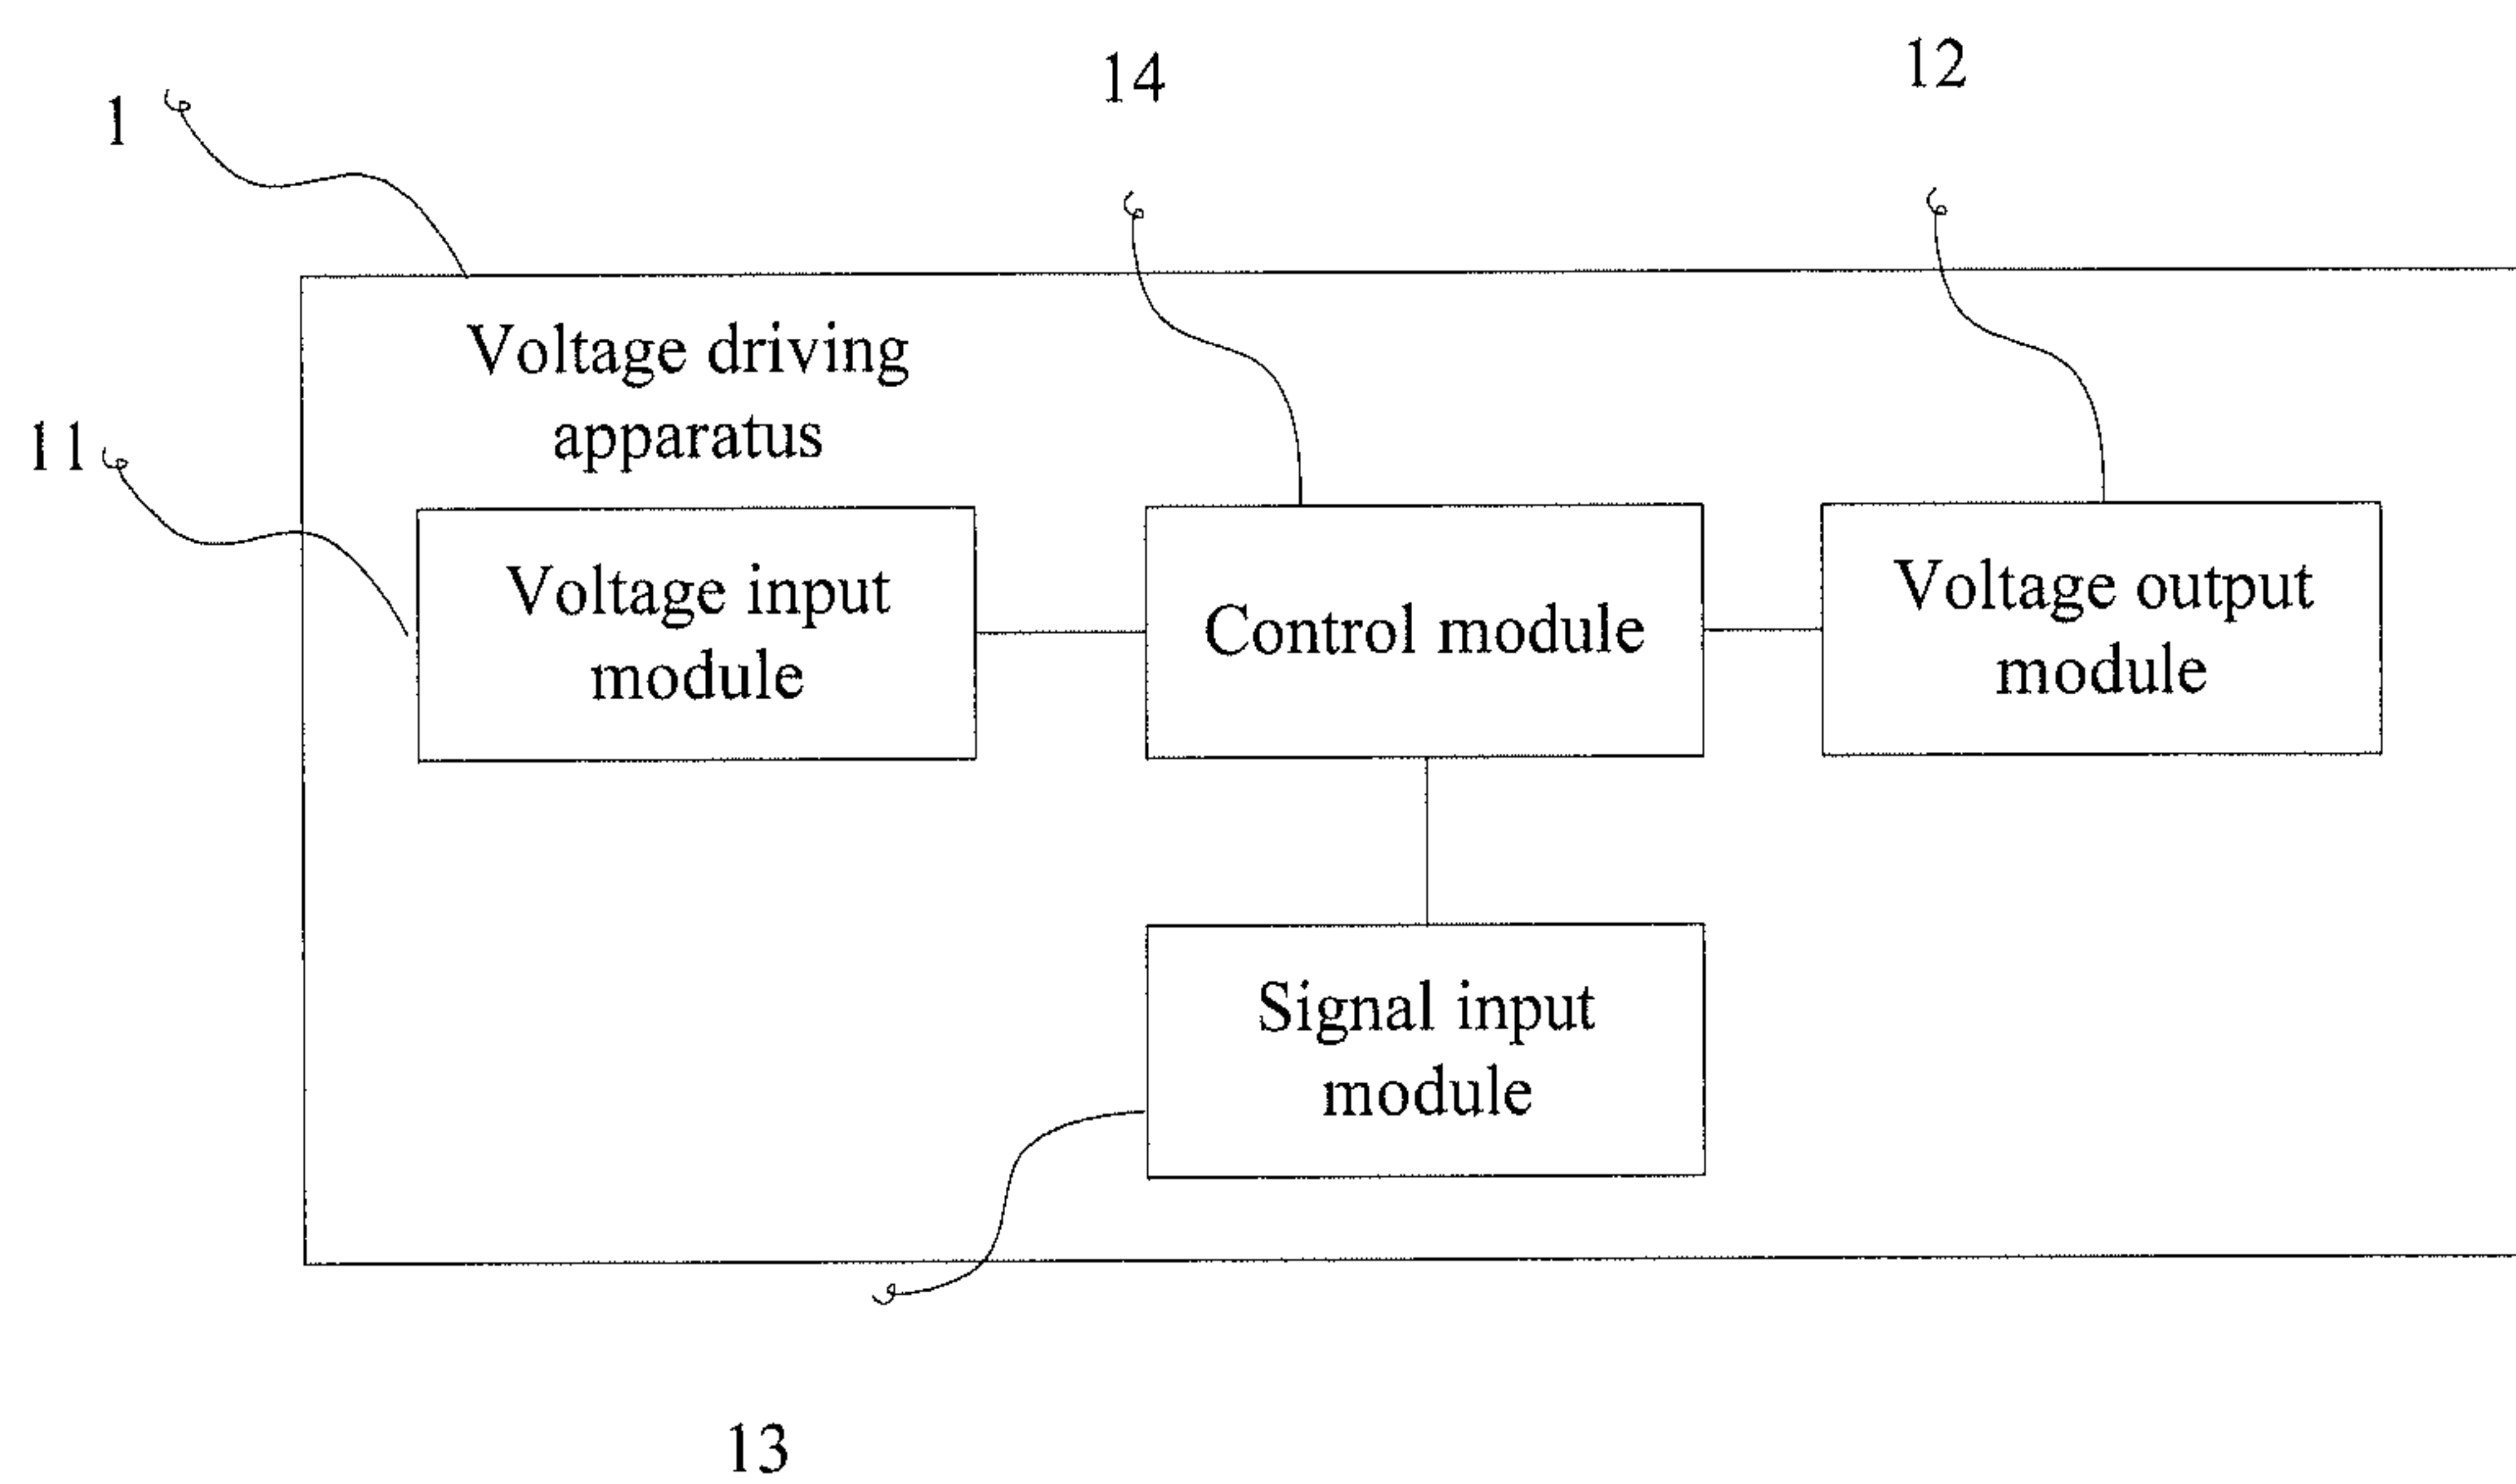 14
12
1
Voltage driving
apparatus
11
Voltage input
module
Control module
Voltage output
module
Signal input
module
13